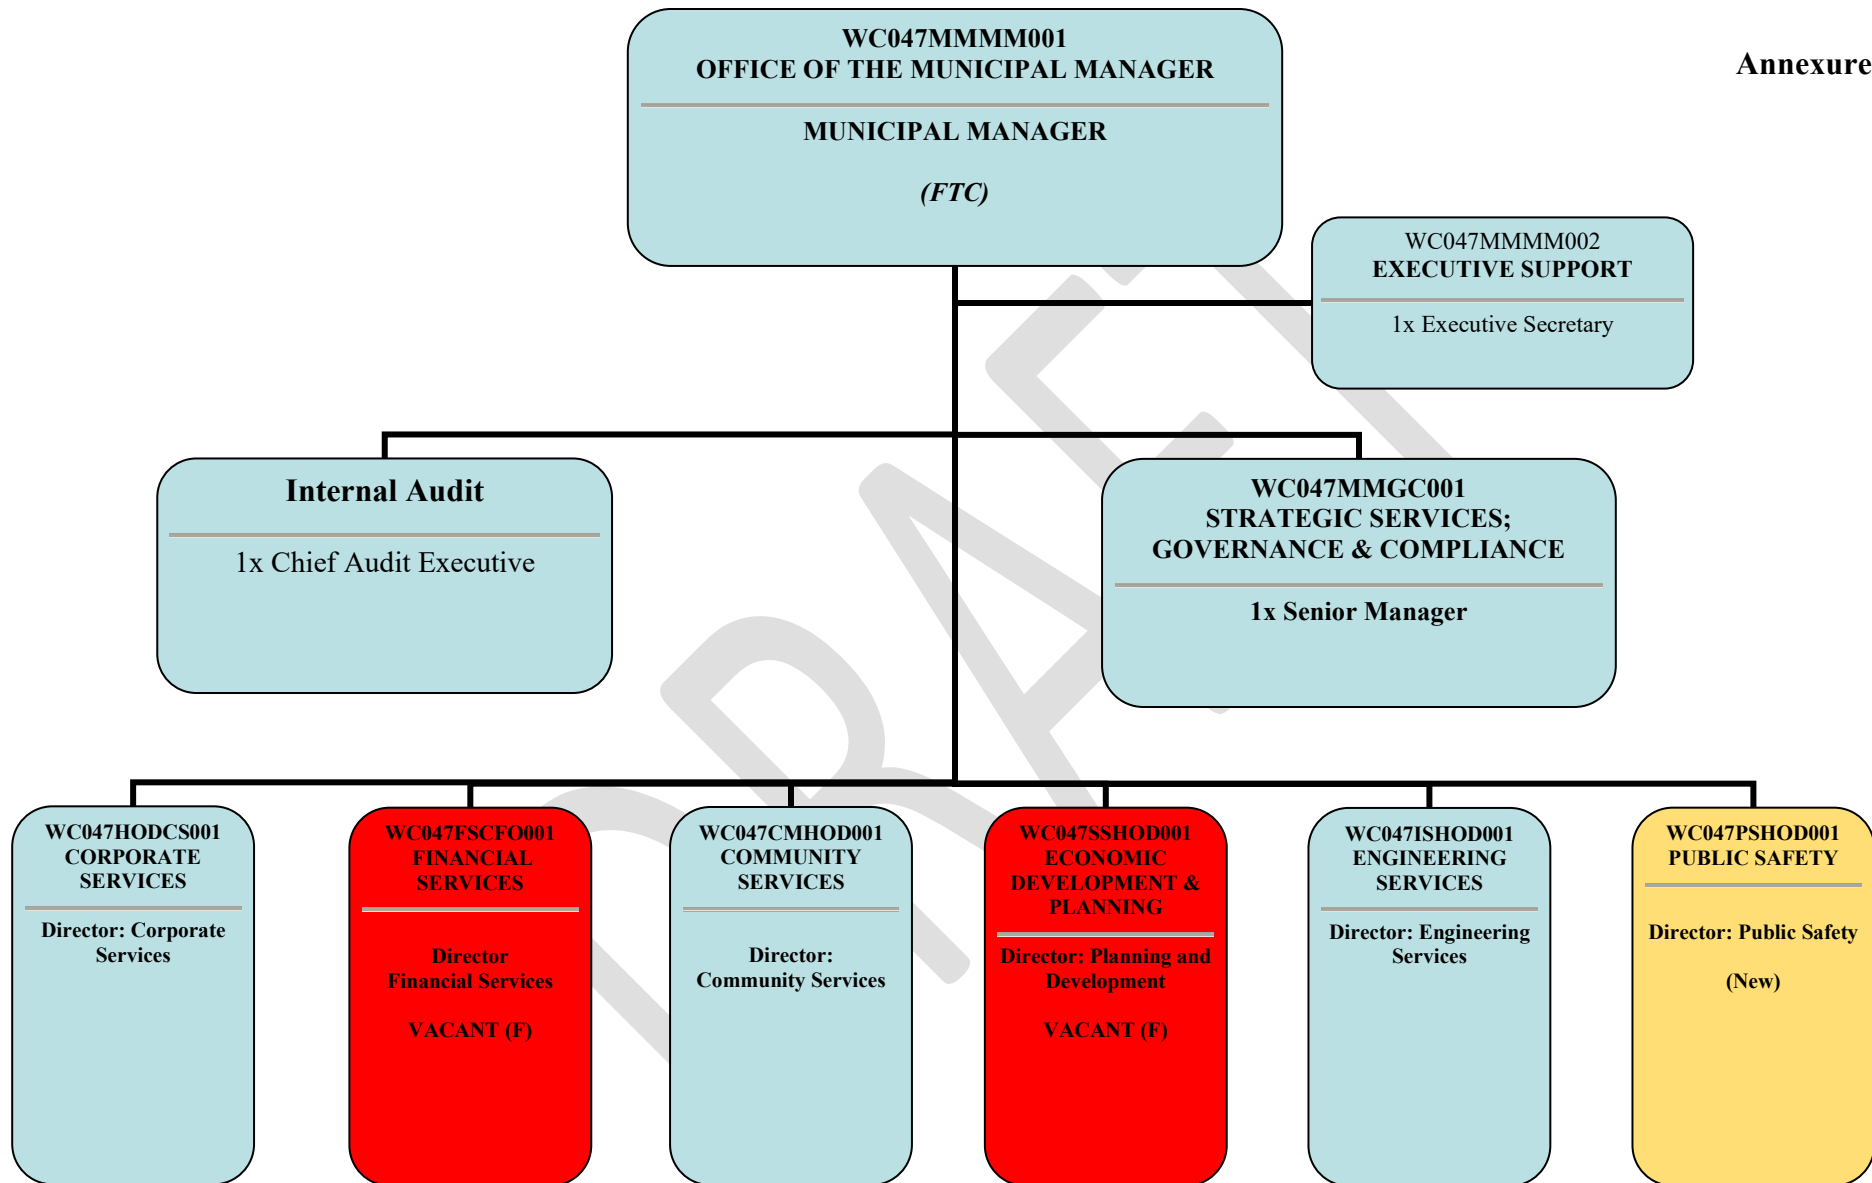 WC047MMMM001
OFFICE OF THE MUNICIPAL MANAGER
MUNICIPAL MANAGER
(FTC)
Annexure
WC047MMMM002
EXECUTIVE SUPPORT
1x Executive Secretary
Internal Audit
1x Chief Audit Executive
WC047MMGC001
STRATEGIC SERVICES;
GOVERNANCE & COMPLIANCE
1x Senior Manager
WC047HODCS001
CORPORATE
SERVICES
Director: Corporate
Services
WC047FSCFO001
FINANCIAL
SERVICES
Director
Financial Services
VACANT (F)
WC047CMHOD001
COMMUNITY
SERVICES
Director:
Community Services
WC047SSHOD001
ECONOMIC
DEVELOPMENT &
PLANNING
Director: Planning and
Development
VACANT (F)
WC047ISHOD001
ENGINEERING
SERVICES
Director: Engineering
Services
WC047PSHOD001
PUBLIC SAFETY
Director: Public Safety
(New)
DRAFT